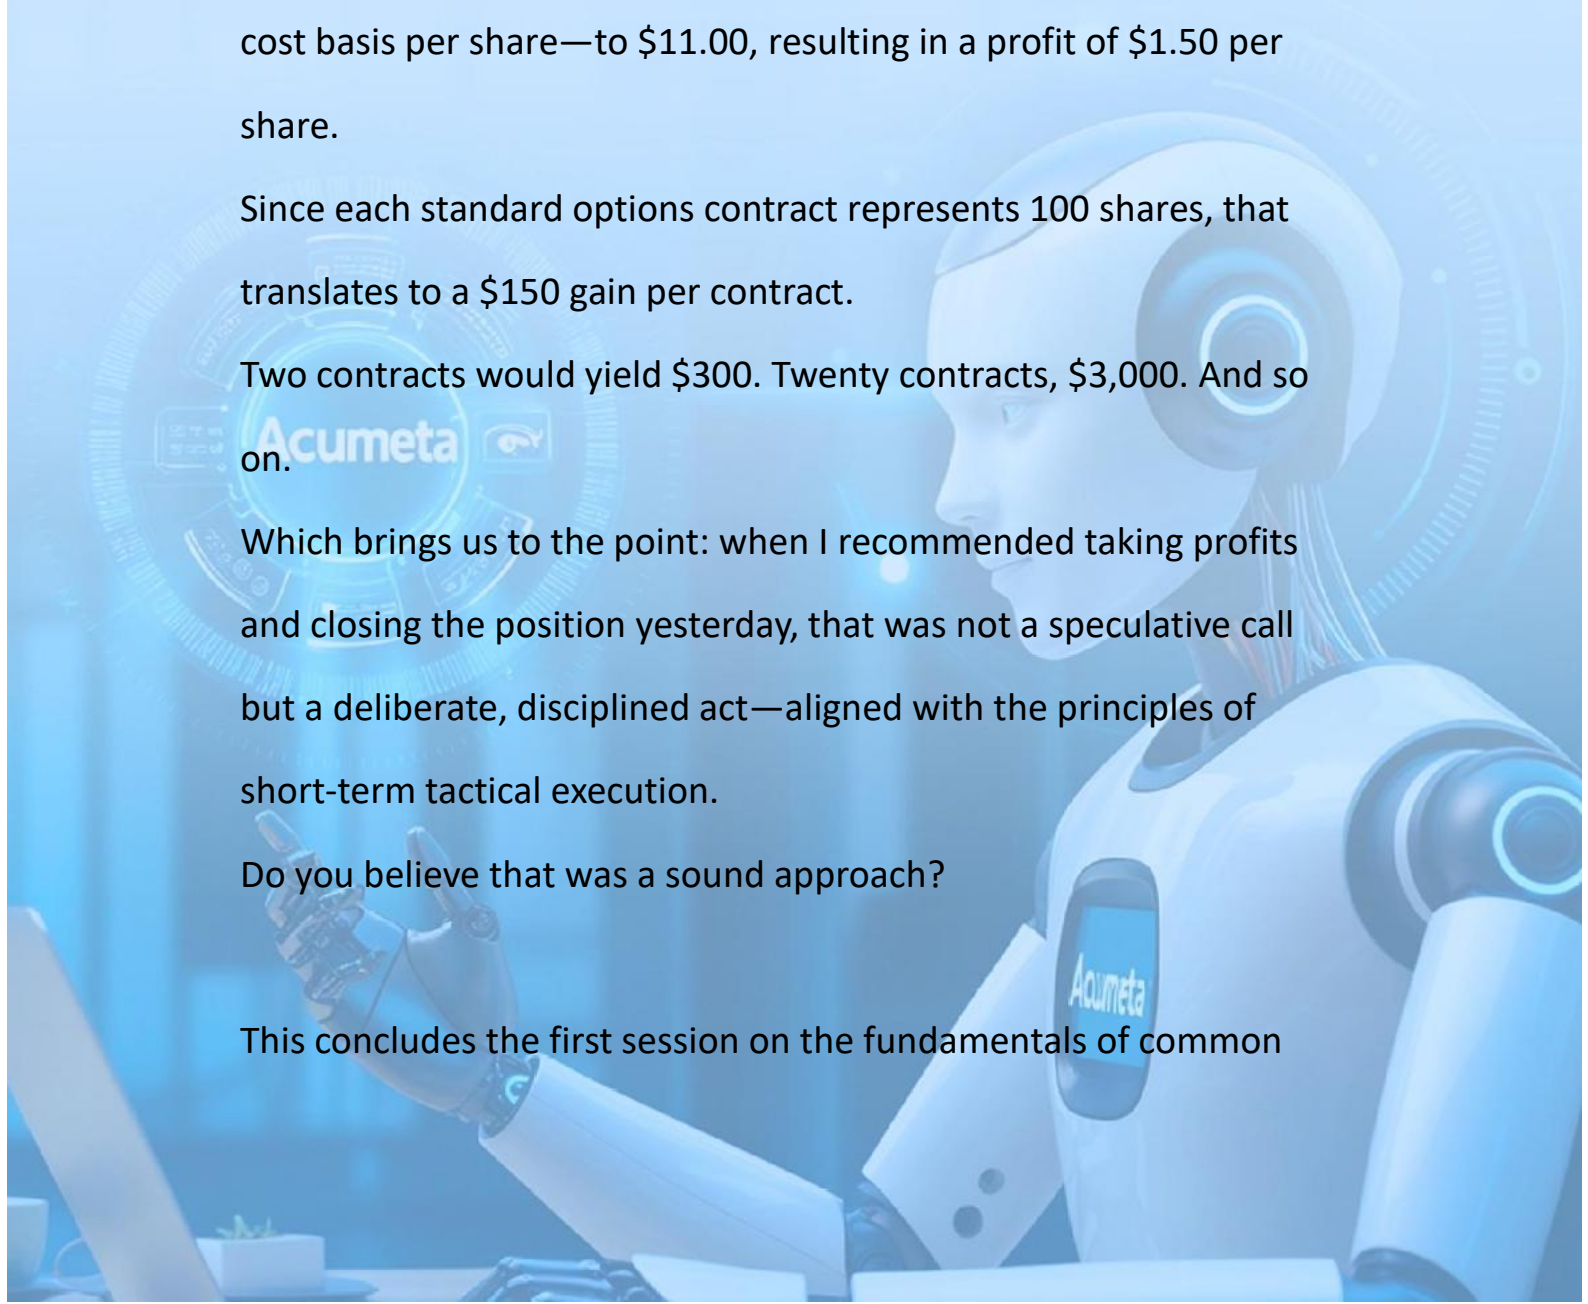 cost basis per share—to $11.00, resulting in a profit of $1.50 per
share.
Since each standard options contract represents 100 shares, that
translates to a $150 gain per contract.
Two contracts would yield $300. Twenty contracts, $3,000. And so
on.
Acumeta
Which brings us to the point: when I recommended taking profits
and closing the position yesterday, that was not a speculative call
but a deliberate, disciplined act—aligned with the principles of
short-term tactical execution.
Do you believe that was a sound approach?
Acumeta
This concludes the first session on the fundamentals of common